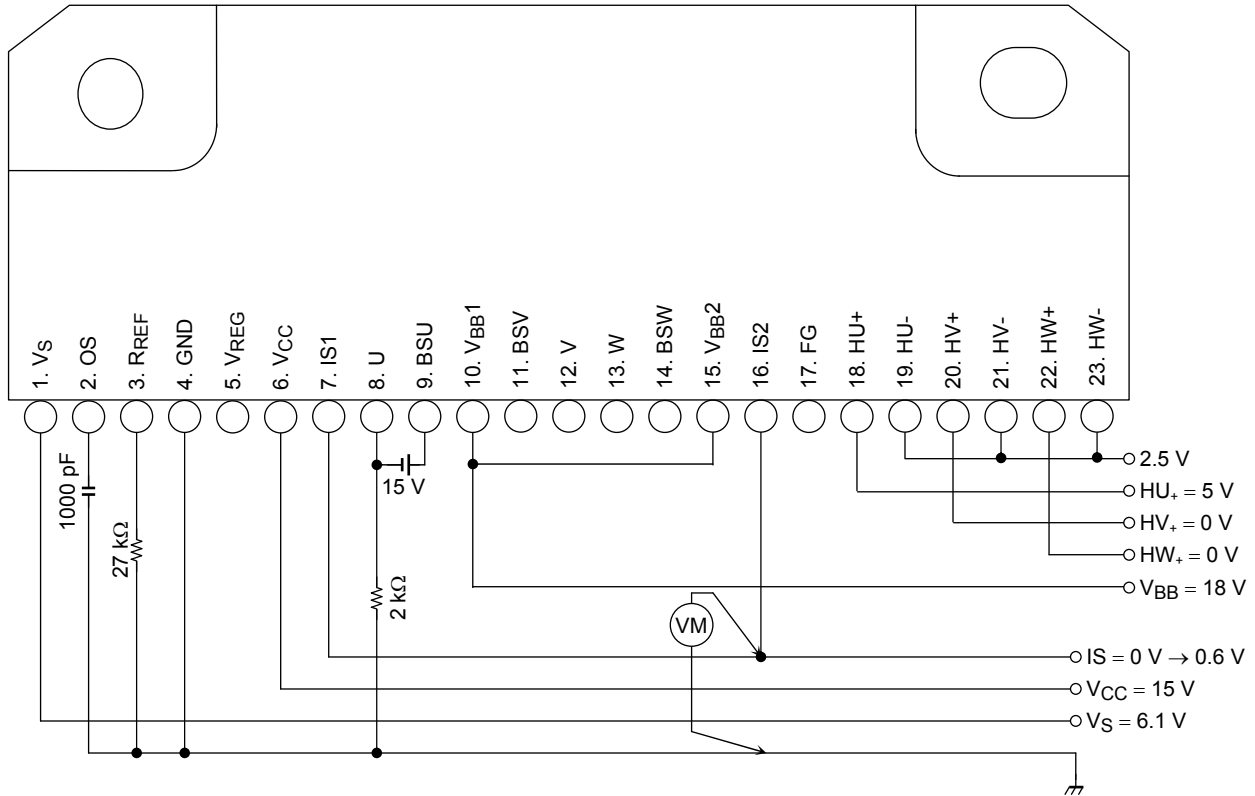 1. VS
2. OS
3. RREF
4. GND
5. VREG
6. VCC
7. IS1
8. U
9. BSU
10. VBB1
11. BSV
12. V
13. W
14. BSW
15. VBB2
16. IS2
17. FG
18. HU+
19. HU-
20. HV+
21. HV-
22. HW+
23. HW-
1000 pF
27 kΩ
15 V
2 kΩ
VM
2.5 V
HU+ = 5 V
HV+ = 0 V
HW+ = 0 V
VBB = 18 V
IS = 0 V → 0.6 V
VCC = 15 V
VS = 6.1 V